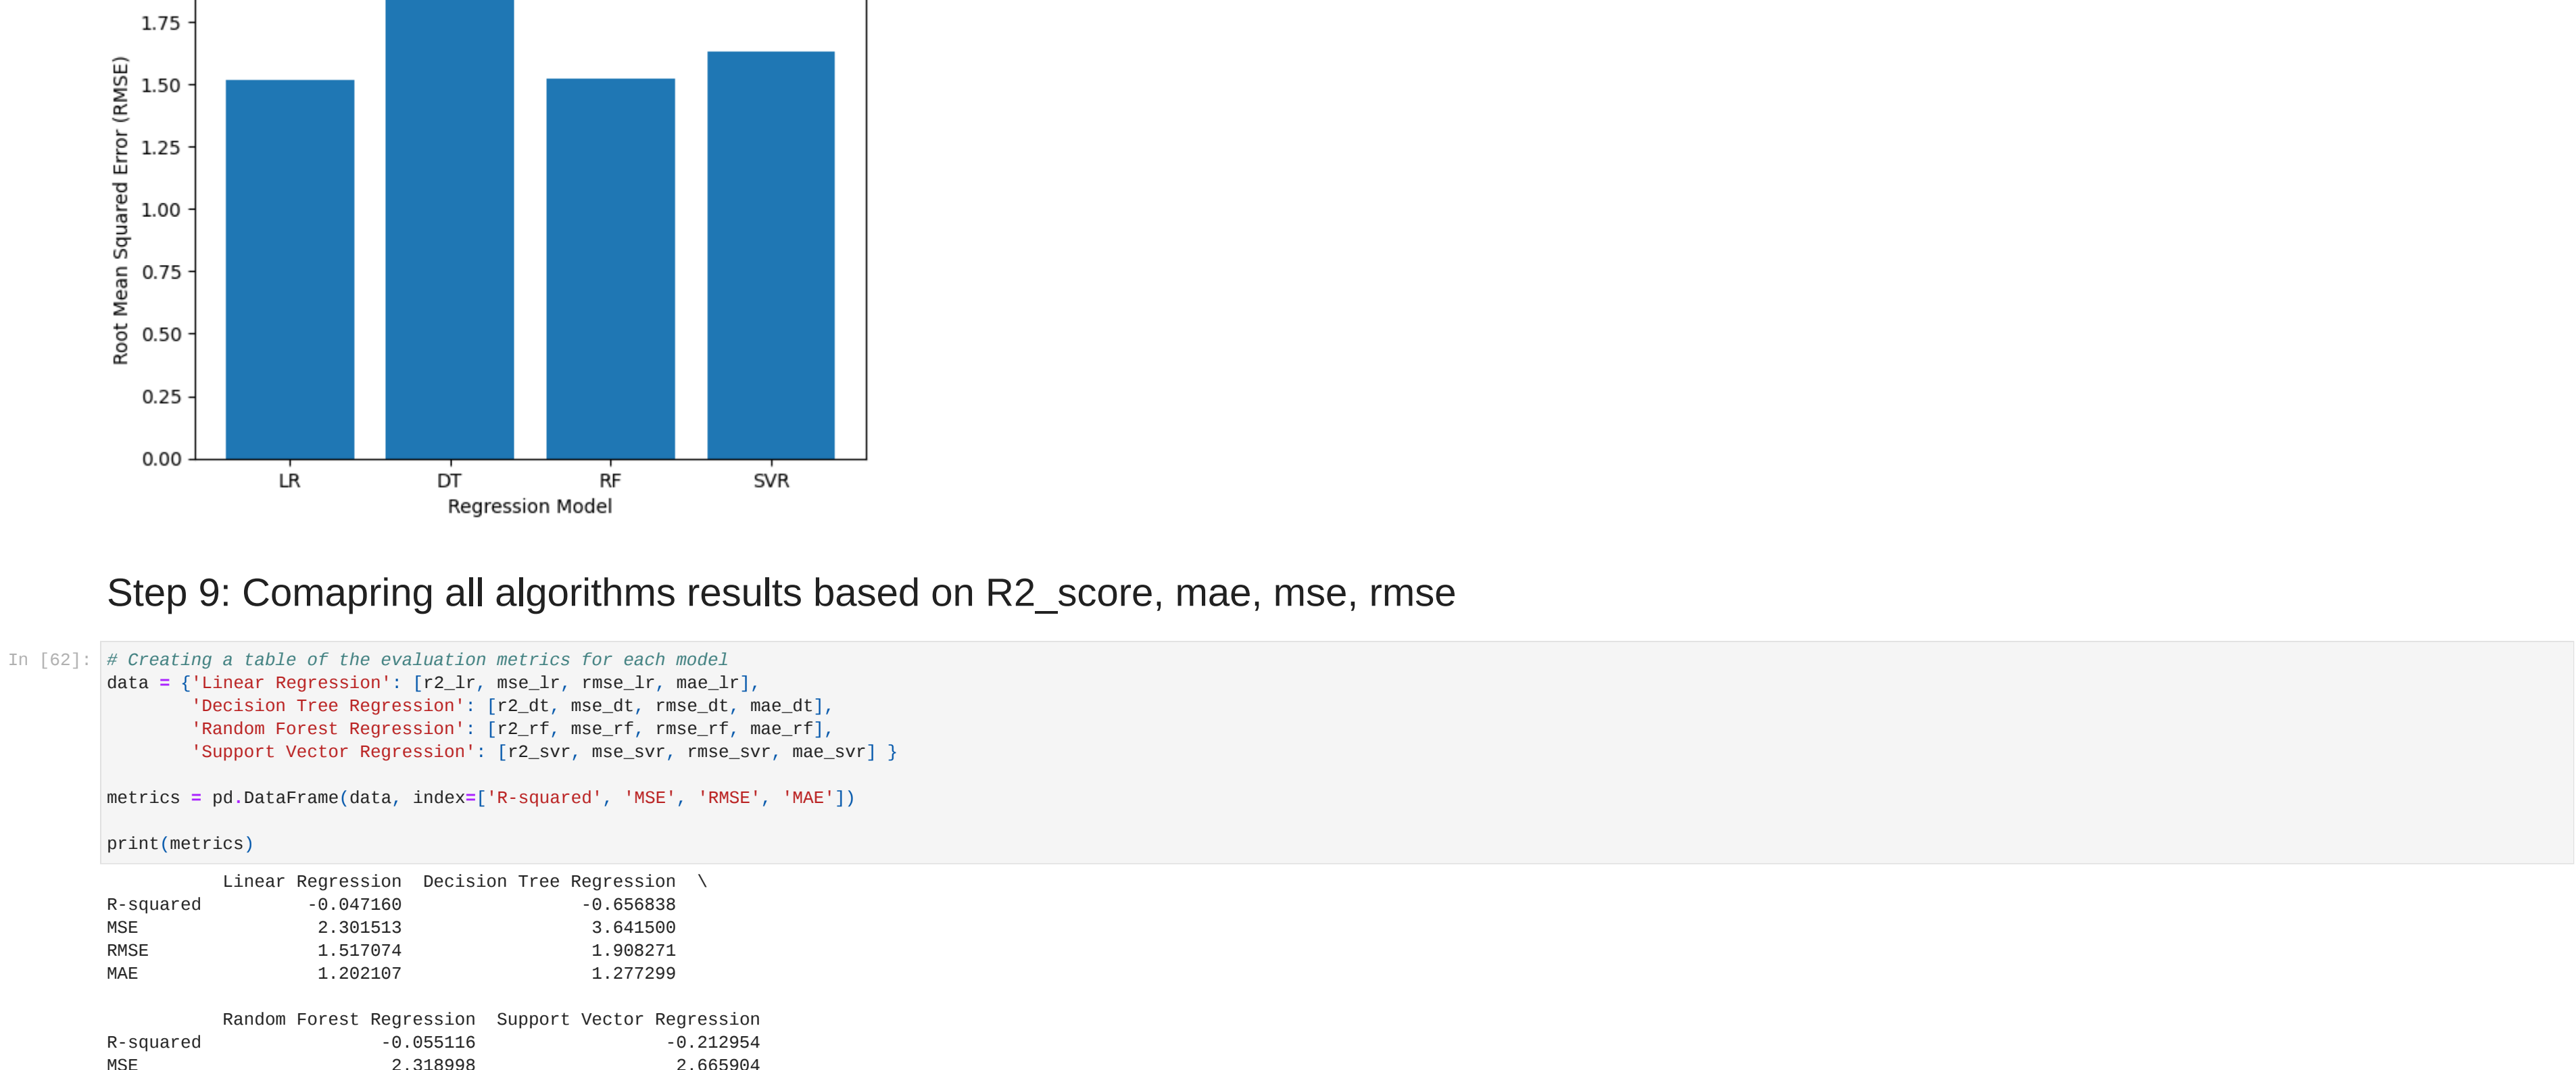 1.75
1.50
1.25
1.00
0.75
0.50
0.25
0.00
Root Mean Squared Error (RMSE)
LR DT RF SVR
Regression Model
Step 9: Comapring all algorithms results based on R2_score, mae, mse, rmse
In [62]: # Creating a table of the evaluation metrics for each model
data = {'Linear Regression': [r2_lr, mse_lr, rmse_lr, mae_lr],
        'Decision Tree Regression': [r2_dt, mse_dt, rmse_dt, mae_dt],
        'Random Forest Regression': [r2_rf, mse_rf, rmse_rf, mae_rf],
        'Support Vector Regression': [r2_svr, mse_svr, rmse_svr, mae_svr] }
metrics = pd.DataFrame(data, index=['R-squared', 'MSE', 'RMSE', 'MAE'])
print(metrics)
           Linear Regression  Decision Tree Regression  \
R-squared          -0.047160                 -0.656838
MSE                 2.301513                  3.641500
RMSE                1.517074                  1.908271
MAE                 1.202107                  1.277299
           Random Forest Regression  Support Vector Regression
R-squared                 -0.055116                  -0.212954
MSE                        2.318998                   2.665904